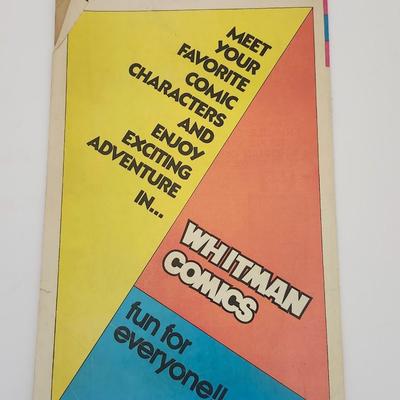 MEET
YOUR
FAVORITE
COMIC
CHARACTERS
AND
ENJOY
EXCITING
ADVENTURE
IN...
WHITMAN
COMICS
fun for
everyone!!